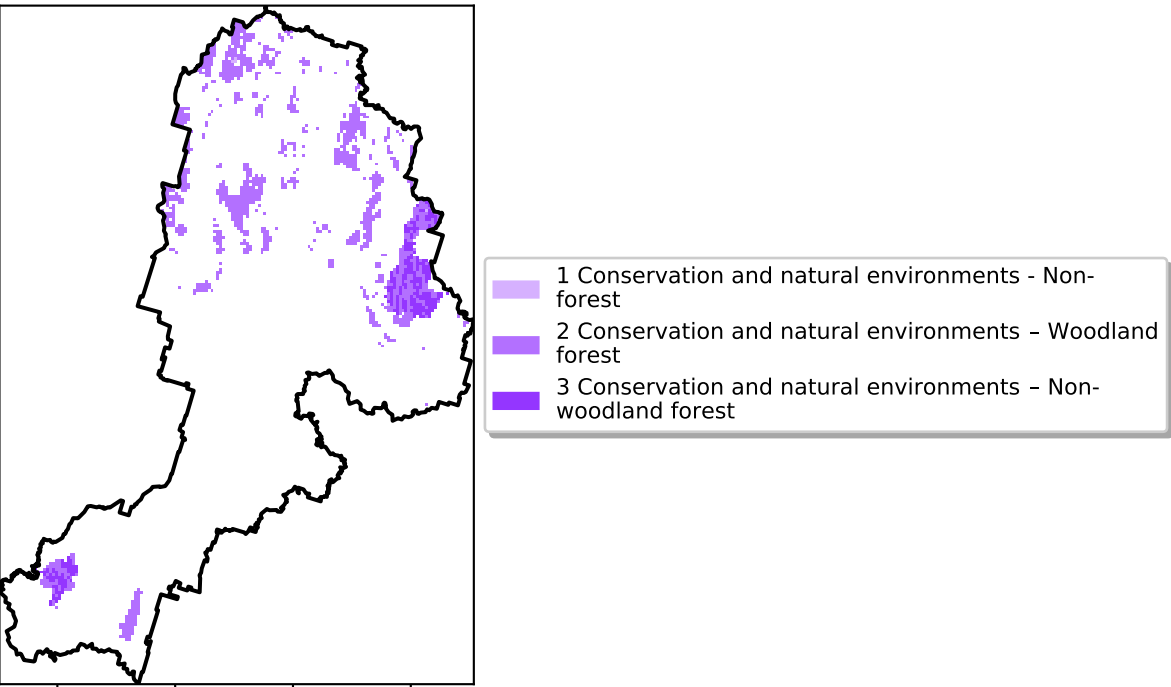 1 Conservation and natural environments - Non-
forest
2 Conservation and natural environments – Woodland
forest
3 Conservation and natural environments – Non-
woodland forest